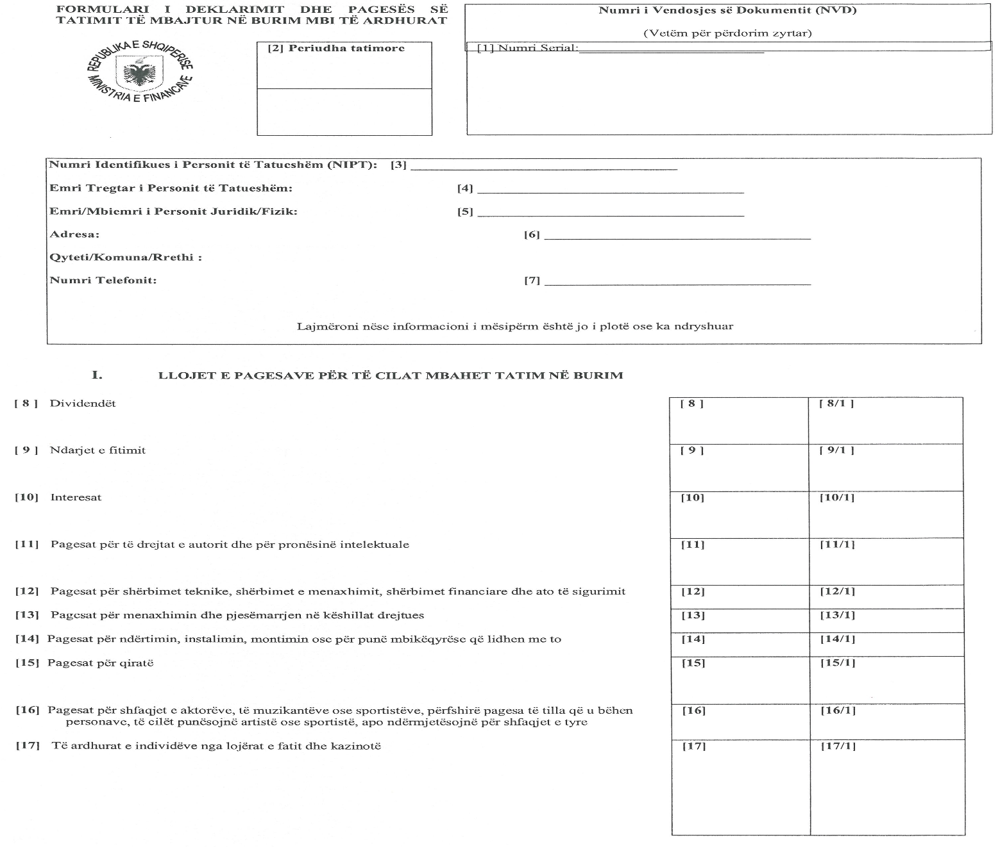 FORMULARI I DEKLARIMIT DHE PAGESËS SË
TATIMIT TË MBAJTUR NË BURIM MBI TË ARDHURAT
Numri i Vendosjes së Dokumentit (NVD)
(Vetëm për përdorim zyrtar)
REPUBLIKA E SHQIPERISE
MINISTRIA E FINANCAVE
[2] Periudha tatimore
[1] Numri Serial:
Numri Identifikues i Personit të Tatueshëm (NIPT): [3]
Emri Tregtar i Personit të Tatueshëm: [4]
Emri/Mbiemri i Personit Juridik/Fizik: [5]
Adresa: [6]
Qyteti/Komuna/Rrethi :
Numri Telefonit: [7]
Lajmëroni nëse informacioni i mësipërm është jo i plotë ose ka ndryshuar
I. LLOJET E PAGESAVE PËR TË CILAT MBAHET TATIM NË BURIM
[ 8 ] Dividendët [ 8 ] [ 8/1 ]
[ 9 ] Ndarjet e fitimit [ 9 ] [ 9/1 ]
[10] Interesat [10] [10/1]
[11] Pagesat për të drejtat e autorit dhe për pronësinë intelektuale [11] [11/1]
[12] Pagesat për shërbimet teknike, shërbimet e menaxhimit, shërbimet financiare dhe ato të sigurimit [12] [12/1]
[13] Pagesat për menaxhimin dhe pjesëmarrjen në këshillat drejtues [13] [13/1]
[14] Pagesat për ndërtimin, instalimin, montimin ose për punë mbikëqyrëse që lidhen me to [14] [14/1]
[15] Pagesat për qiratë [15] [15/1]
[16] Pagesat për shfaqjet e aktorëve, të muzikantëve ose sportistëve, përfshirë pagesa të tilla që u bëhen [16] [16/1]
personave, të cilët punësojnë artistë ose sportistë, apo ndërmjetësojnë për shfaqjet e tyre
[17] Të ardhurat e individëve nga lojërat e fatit dhe kazinotë [17] [17/1]